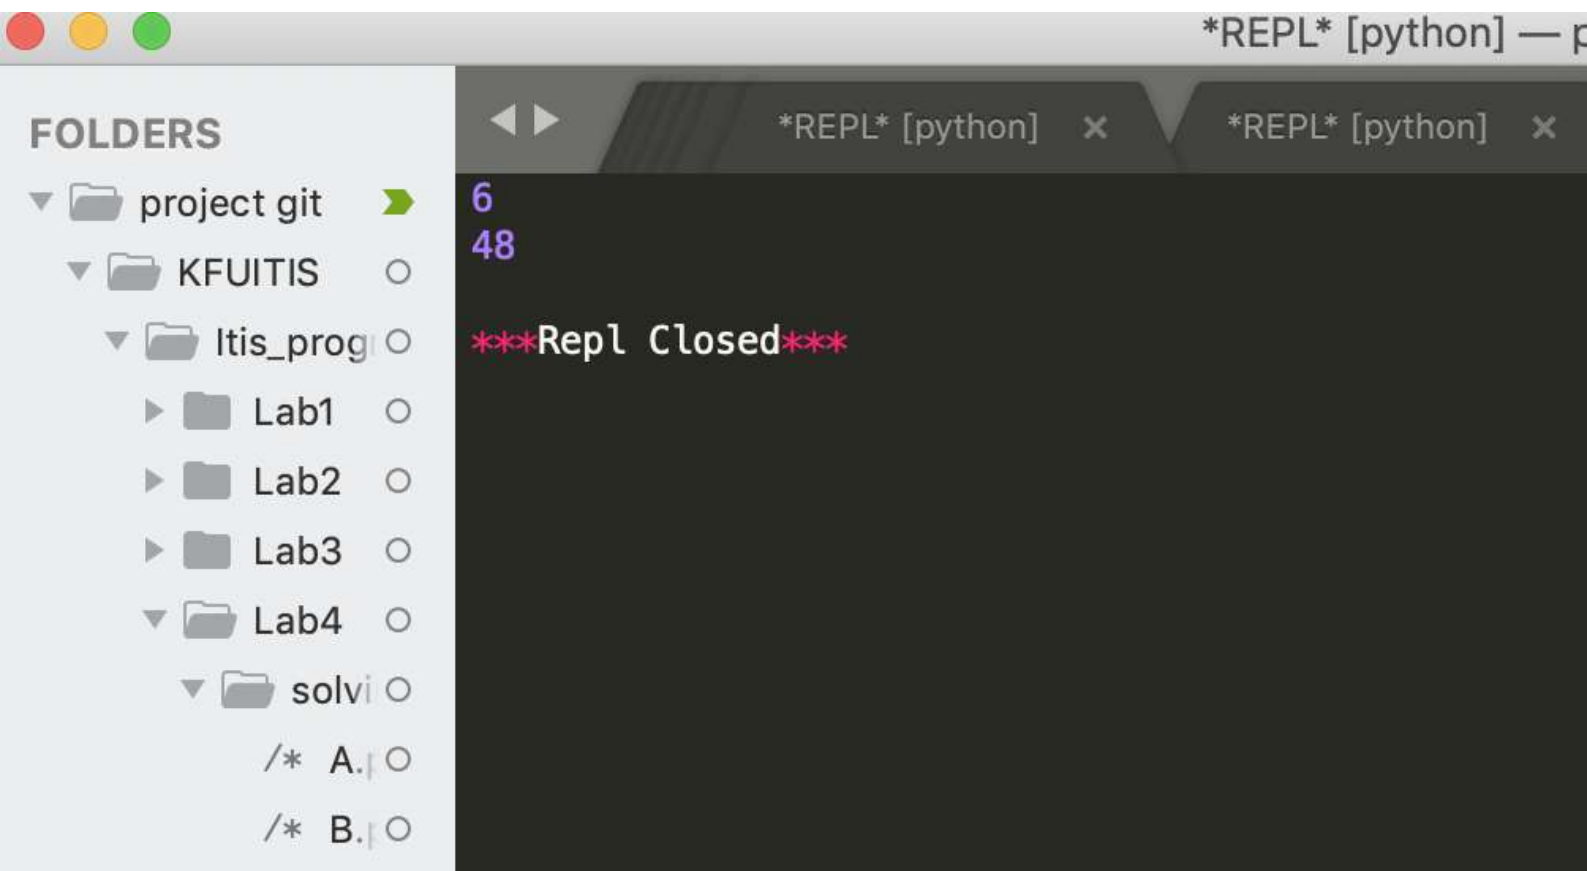 *REPL* [python] —
FOLDERS
project git
KFUITIS
Itis_prog
Lab1
Lab2
Lab3
Lab4
solvi
/* A.
/* B.
*REPL* [python] ×
*REPL* [python] ×
6
48
***Repl Closed***